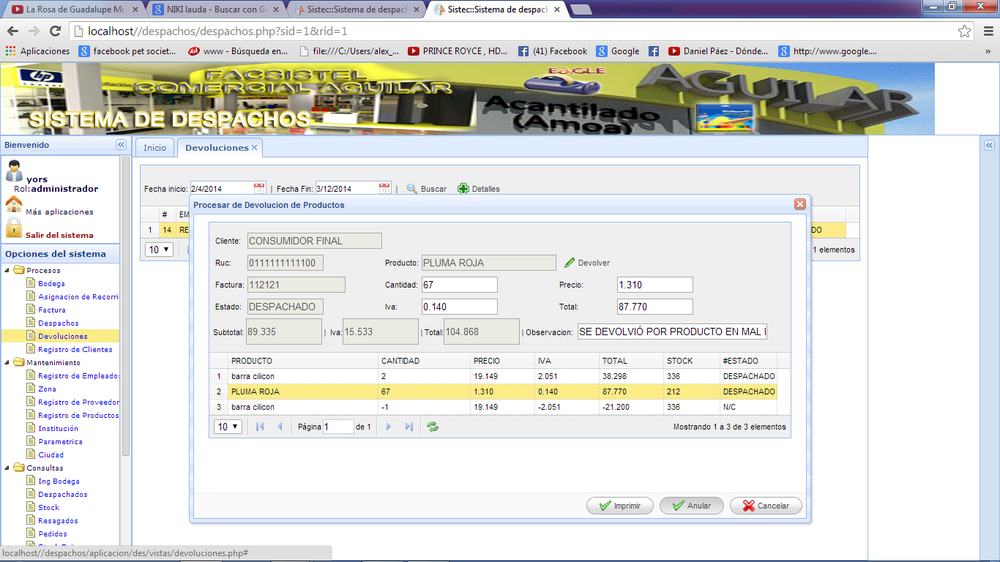 La Rosa de Guadalupe Mi
NIKI lauda - Buscar con G
Sistec::Sistema de despach
Sistec::Sistema de despach
localhost//despachos/despachos.php?sid=1&rid=1
Aplicaciones
facebook pet societ...
www - Búsqueda en...
file:///C:/Users/alex_...
PRINCE ROYCE , HD...
(41) Facebook
Google
Daniel Páez - Dónde...
http://www.google....
»
hp
FACSISTEL
COMERCIAL AGUILAR
SISTEMA DE DESPACHOS
EAGLE
Acantilado
(Amoa)
AGUILAR
Bienvenido
yors
Rol:administrador
Más aplicaciones
Salir del sistema
Opciones del sistema
Procesos
Bodega
Asignacion de Recorri
Factura
Despachos
Devoluciones
Registro de Clientes
Mantenimiento
Registro de Empleados
Zona
Registro de Proveedor
Registro de Productos
Institución
Parametrica
Ciudad
Consultas
Ing Bodega
Despachados
Stock
Resagados
Pedidos
localhost//despachos/aplicacion/des/vistas/devoluciones.php#
Inicio
Devoluciones
Fecha inicio: 2/4/2014 | Fecha Fin: 3/12/2014 | Buscar Detalles
# EM
1 14 RE DO
10 1 elementos
Procesar de Devolucion de Productos
Cliente: CONSUMIDOR FINAL
Ruc: 0111111111100 Producto: PLUMA ROJA Devolver
Factura: 112121 Cantidad: 67 Precio: 1.310
Estado: DESPACHADO Iva: 0.140 Total: 87.770
Subtotal: 89.335 | Iva: 15.533 | Total: 104.868 | Observacion: SE DEVOLVIÓ POR PRODUCTO EN MAL
PRODUCTO CANTIDAD PRECIO IVA TOTAL STOCK #ESTADO
1 barra cilicon 2 19.149 2.051 38.298 336 DESPACHADO
2 PLUMA ROJA 67 1.310 0.140 87.770 212 DESPACHADO
3 barra cilicon -1 19.149 -2.051 -21.200 336 N/C
10 Página 1 de 1 Mostrando 1 a 3 de 3 elementos
Imprimir Anular Cancelar